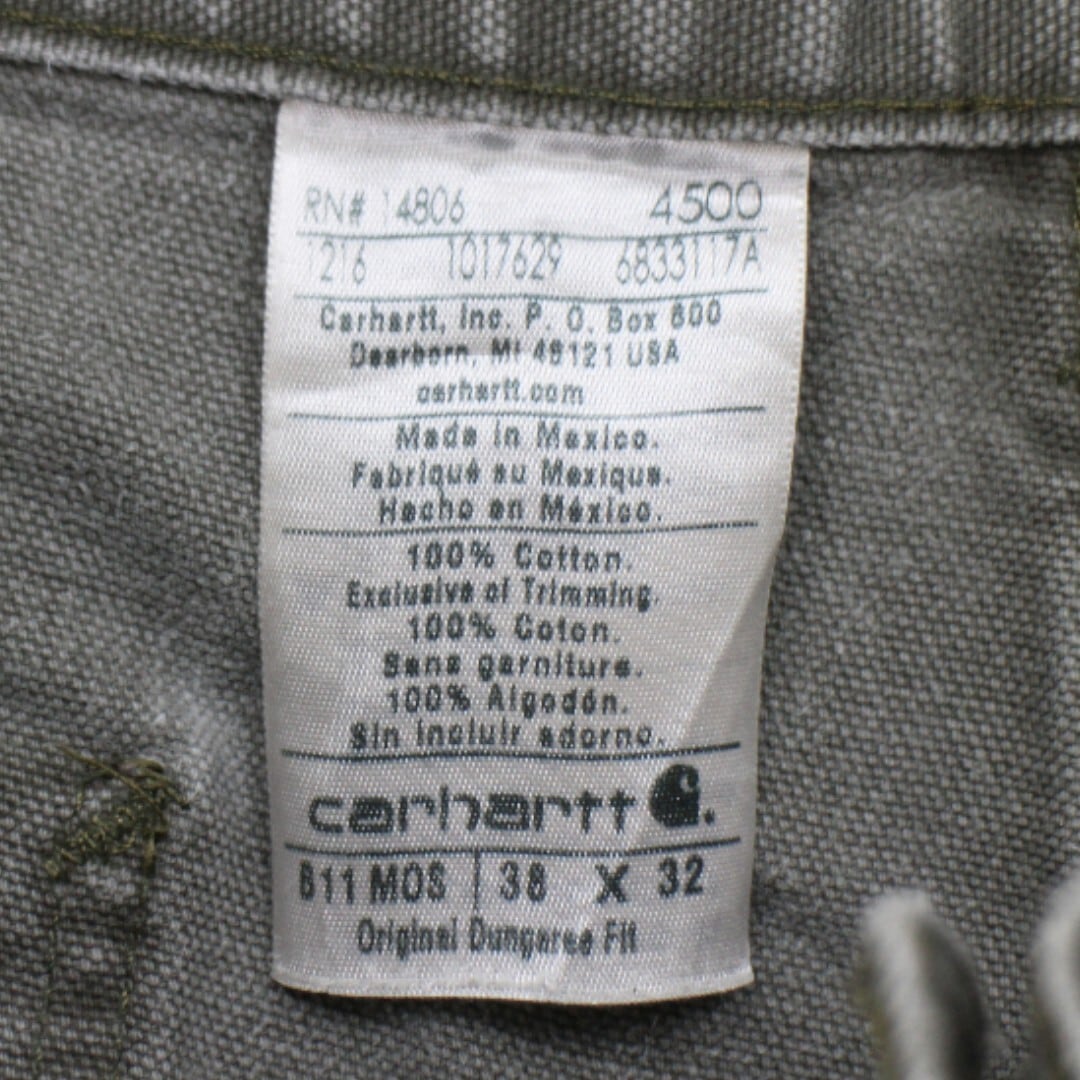 RN# 14806 4500
1216 1017629 6833117A
Carhartt, Inc. P. O. Box 600
Dearborn, MI 48121 USA
carhartt.com
Made in Mexico.
Fabriqué au Mexique.
Hecho en México.
100% Cotton.
Exclusive of Trimming.
100% Coton.
Sans garniture.
100% Algodón.
Sin incluir adorno.
carhartt
B11 MOS 38 X 32
Original Dungaree Fit